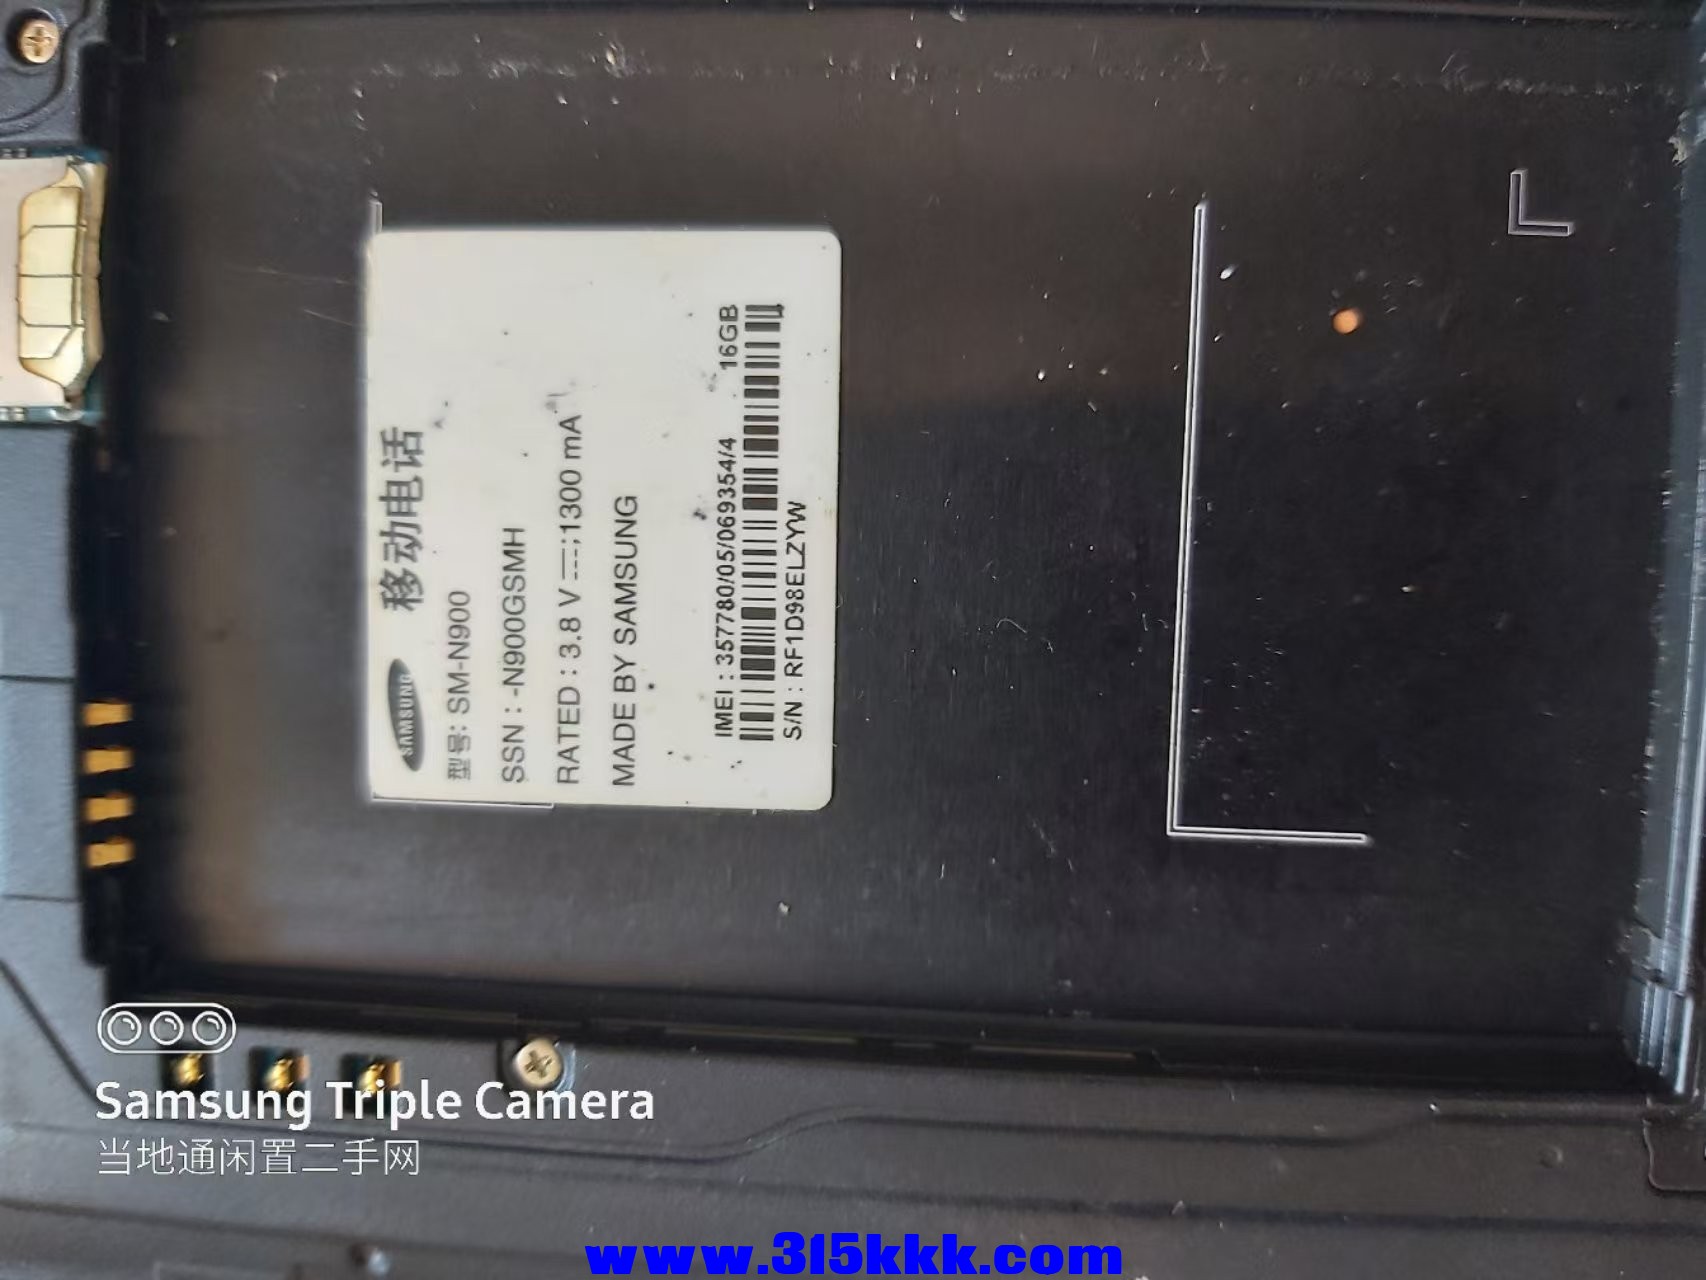 SAMSUNG 移动电话
型号: SM-N900
SSN : -N900GSMH
RATED : 3.8 V ⎓;1300 mA
MADE BY SAMSUNG
IMEI : 357780/05/069354/4 16GB
S/N : RF1D98ELZYW
Samsung Triple Camera
当地通闲置二手网
www.315kkk.com